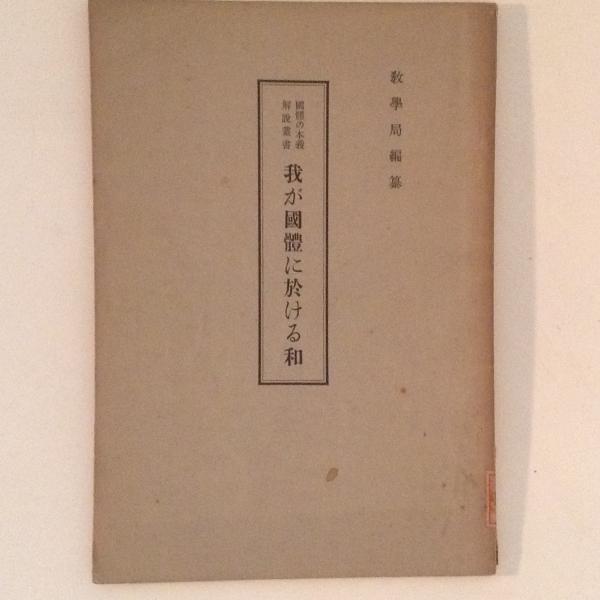 教學局編纂
國體の本義
解說叢書
我が國體に於ける和